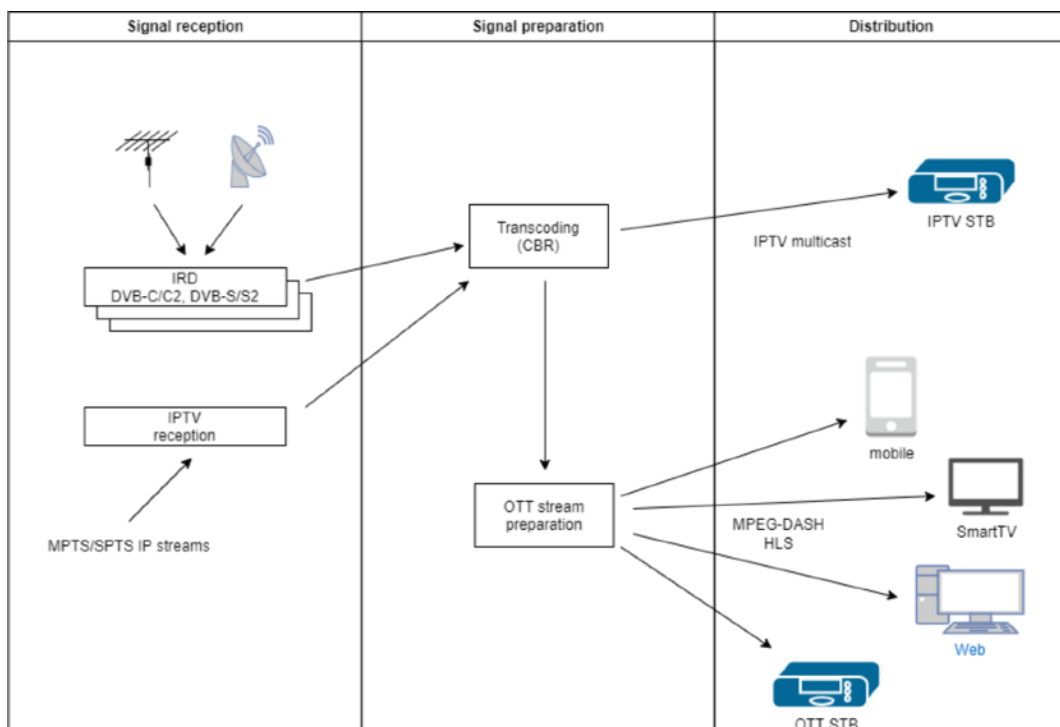 Signal reception
Signal preparation
Distribution
IRD
DVB-C/C2, DVB-S/S2
IPTV
reception
MPTS/SPTS IP streams
Transcoding
(CBR)
OTT stream
preparation
IPTV multicast
IPTV STB
mobile
MPEG-DASH
HLS
SmartTV
Web
OTT STB